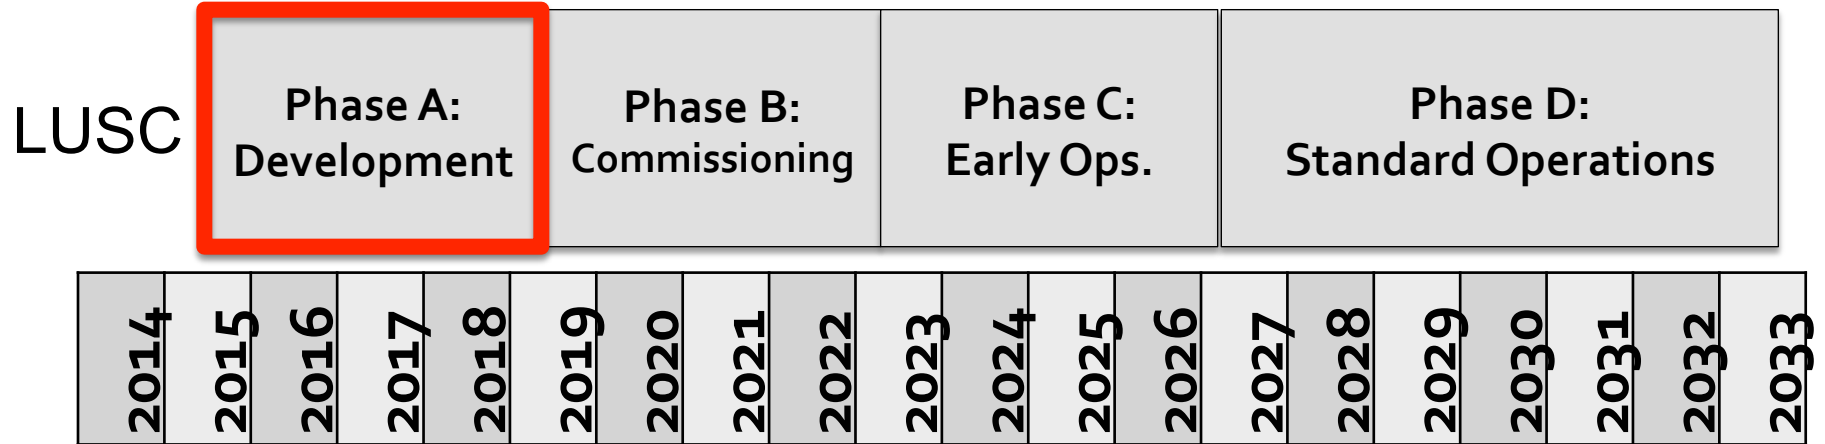 LUSC
Phase A:
Development
Phase B:
Commissioning
Phase C:
Early Ops.
Phase D:
Standard Operations
2014
2015
2016
2017
2018
2019
2020
2021
2022
2023
2024
2025
2026
2027
2028
2029
2030
2031
2032
2033